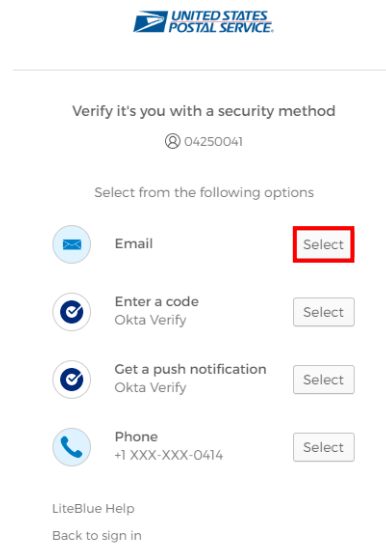 UNITED STATES
POSTAL SERVICE.
Verify it's you with a security method
04250041
Select from the following options
Email
Select
Enter a code
Okta Verify
Select
Get a push notification
Okta Verify
Select
Phone
+1 XXX-XXX-0414
Select
LiteBlue Help
Back to sign in